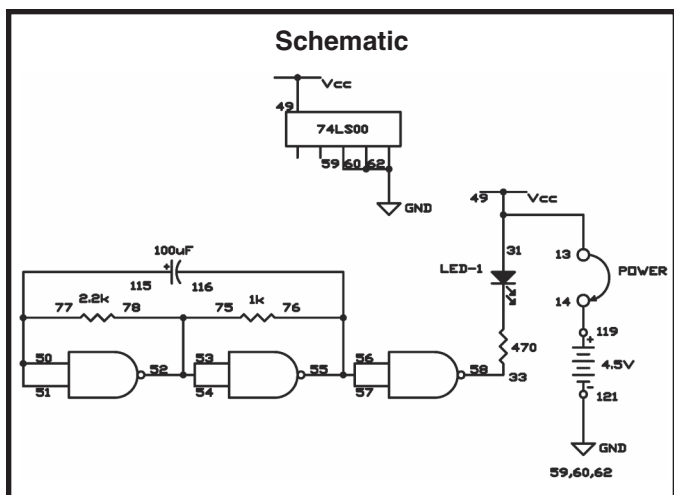 Schematic
Vcc
49
74LS00
59 60 62
GND
49 Vcc
100uF
+
115 116
31
13
LED-1
POWER
2.2k
77 78
1k
75 76
14
119
+
50
51
52
53
54
55
56
57
58
470
33
4.5V
-
121
GND
59,60,62